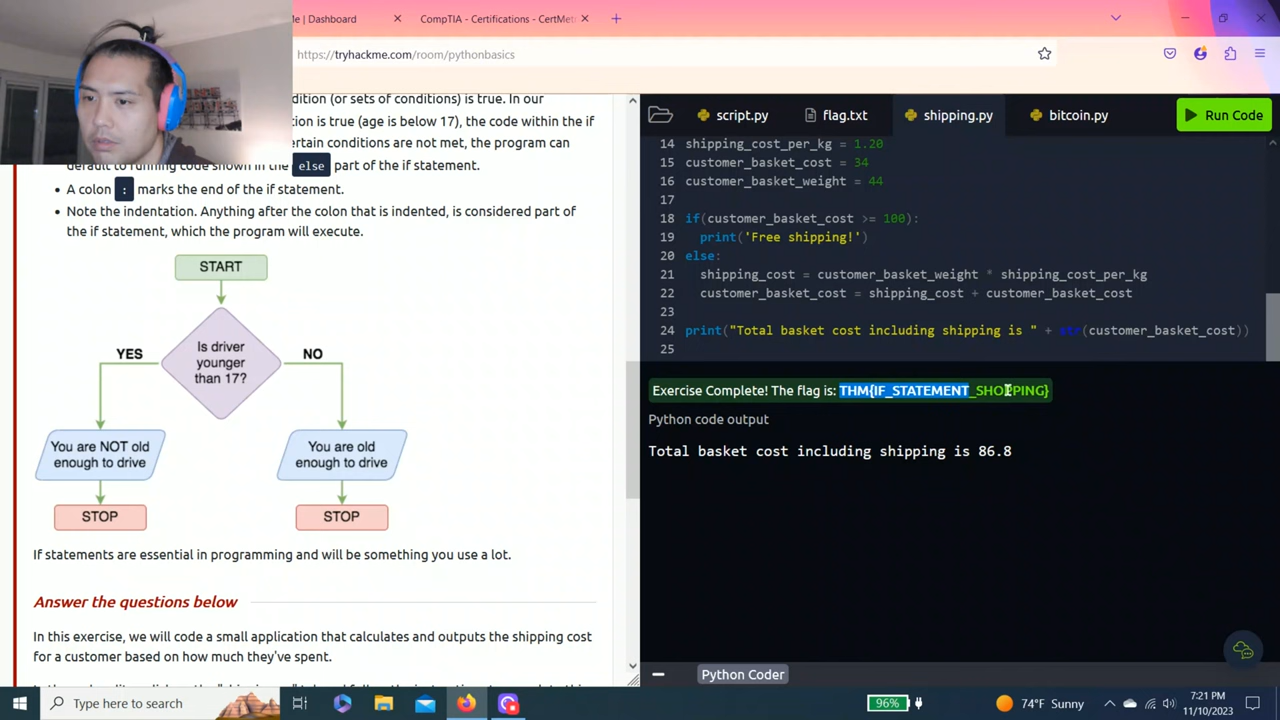 Me | Dashboard
CompTIA - Certifications - CertMet
https://tryhackme.com/room/pythonbasics
dition (or sets of conditions) is true. In our
tion is true (age is below 17), the code within the if
ertain conditions are not met, the program can
default to running code shown in the else part of the if statement.
• A colon : marks the end of the if statement.
• Note the indentation. Anything after the colon that is indented, is considered part of
the if statement, which the program will execute.
START
YES
Is driver
younger
than 17?
NO
You are NOT old
enough to drive
You are old
enough to drive
STOP
STOP
If statements are essential in programming and will be something you use a lot.
Answer the questions below
In this exercise, we will code a small application that calculates and outputs the shipping cost
for a customer based on how much they've spent.
script.py
flag.txt
shipping.py
bitcoin.py
Run Code
14 shipping_cost_per_kg = 1.20
15 customer_basket_cost = 34
16 customer_basket_weight = 44
17
18 if(customer_basket_cost >= 100):
19   print('Free shipping!')
20 else:
21   shipping_cost = customer_basket_weight * shipping_cost_per_kg
22   customer_basket_cost = shipping_cost + customer_basket_cost
23
24 print("Total basket cost including shipping is " + str(customer_basket_cost))
25
Exercise Complete! The flag is: THM{IF_STATEMENT_SHOPPING}
Python code output
Total basket cost including shipping is 86.8
Python Coder
Type here to search
96%
74°F Sunny
7:21 PM
11/10/2023